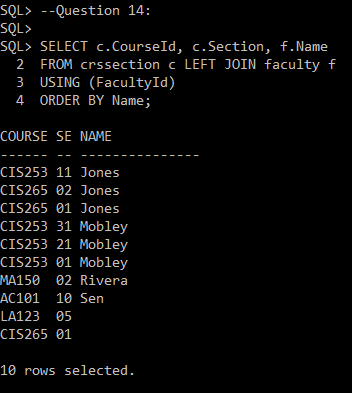 SQL> --Question 14:
SQL>
SQL> SELECT c.CourseId, c.Section, f.Name
  2  FROM crssection c LEFT JOIN faculty f
  3  USING (FacultyId)
  4  ORDER BY Name;
COURSE SE NAME
------ -- ---------------
CIS253 11 Jones
CIS265 02 Jones
CIS265 01 Jones
CIS253 31 Mobley
CIS253 21 Mobley
CIS253 01 Mobley
MA150  02 Rivera
AC101  10 Sen
LA123  05
CIS265 01
10 rows selected.